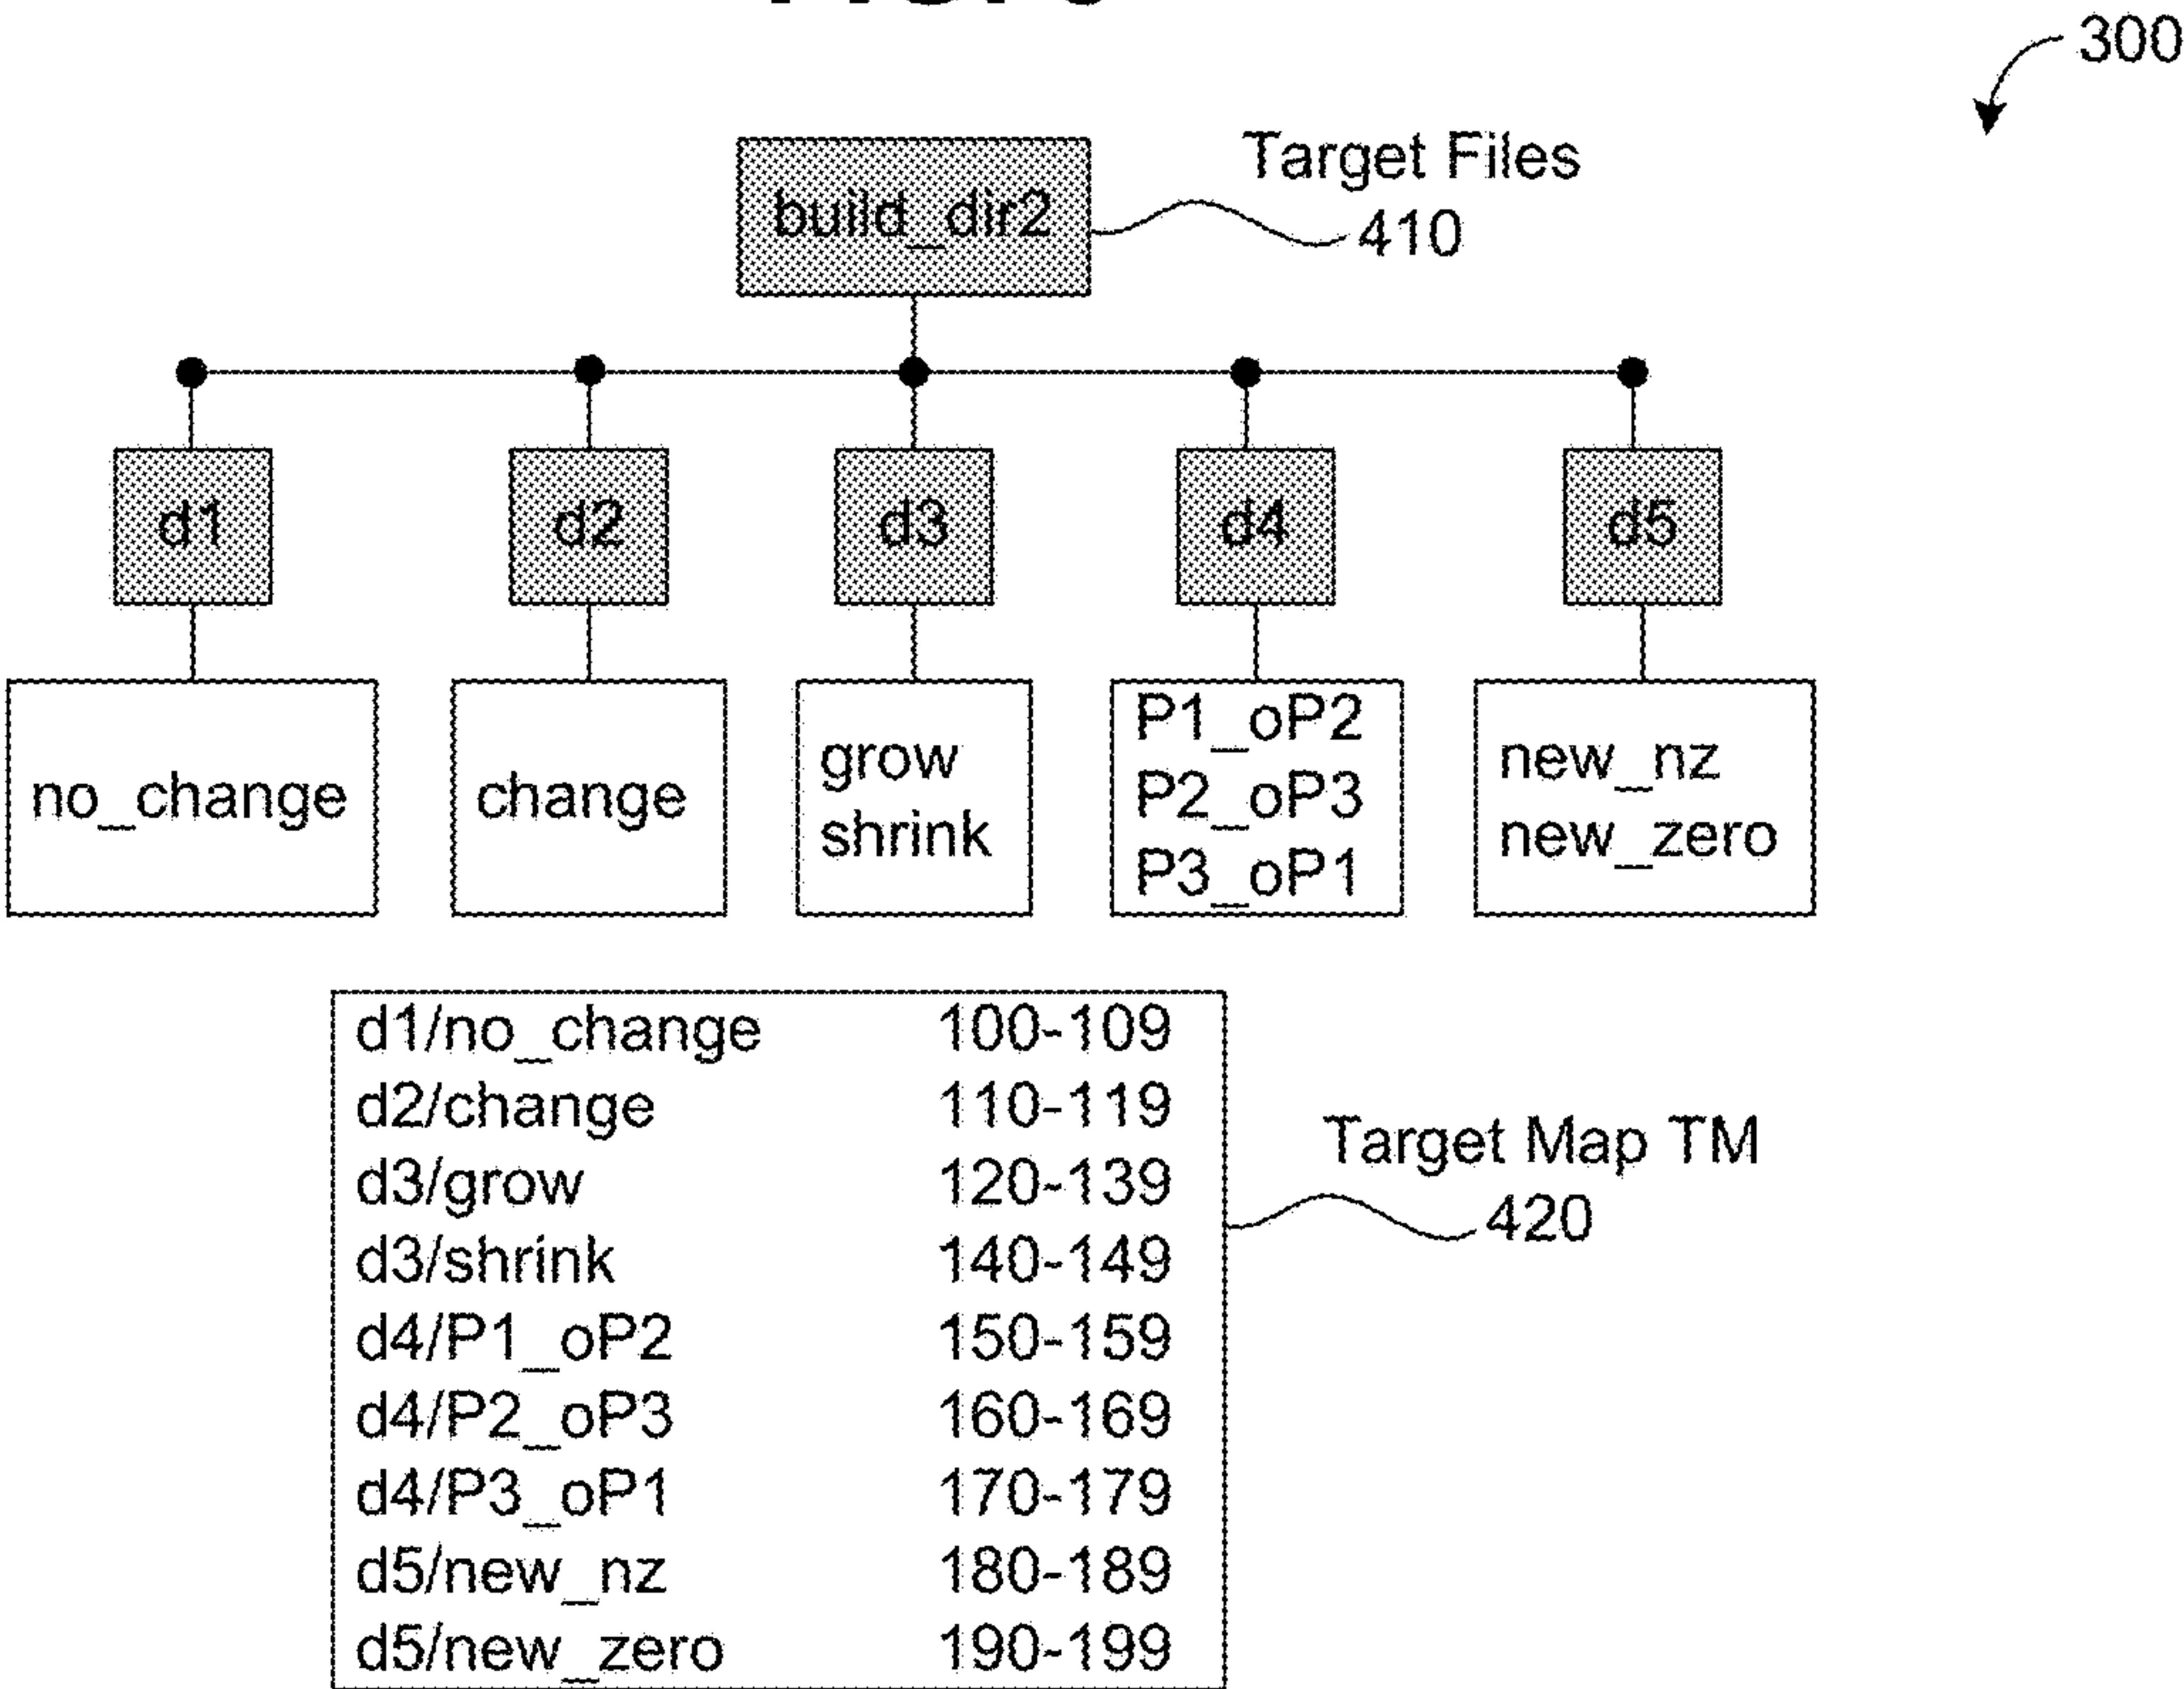 300
Target Files
build_dir2
410
d1
d2
d3
d4
d5
no_change
change
grow
shrink
P1_oP2
P2_oP3
P3_oP1
new_nz
new_zero
d1/no_change 100-109
d2/change 110-119
d3/grow 120-139
d3/shrink 140-149
d4/P1_oP2 150-159
d4/P2_oP3 160-169
d4/P3_oP1 170-179
d5/new_nz 180-189
d5/new_zero 190-199
Target Map TM
420